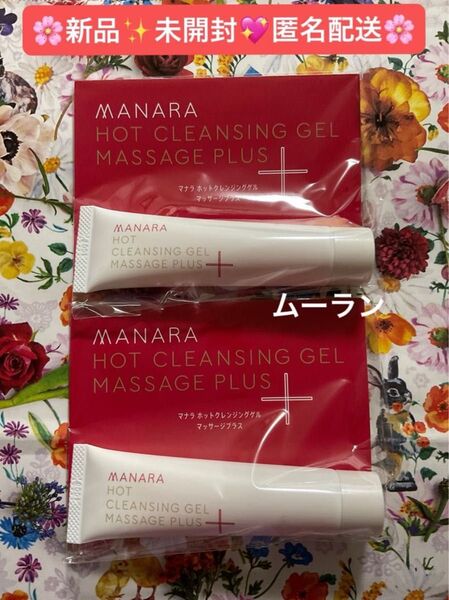 🌸新品✨未開封💖匿名配送🌸
MANARA
HOT CLEANSING GEL
MASSAGE PLUS
マナラ ホットクレンジングゲル
マッサージプラス
MANARA
HOT
CLEANSING GEL
MASSAGE PLUS
ムーラン
MANARA
HOT CLEANSING GEL
MASSAGE PLUS
マナラ ホットクレンジングゲル
マッサージプラス
MANARA
HOT
CLEANSING GEL
MASSAGE PLUS